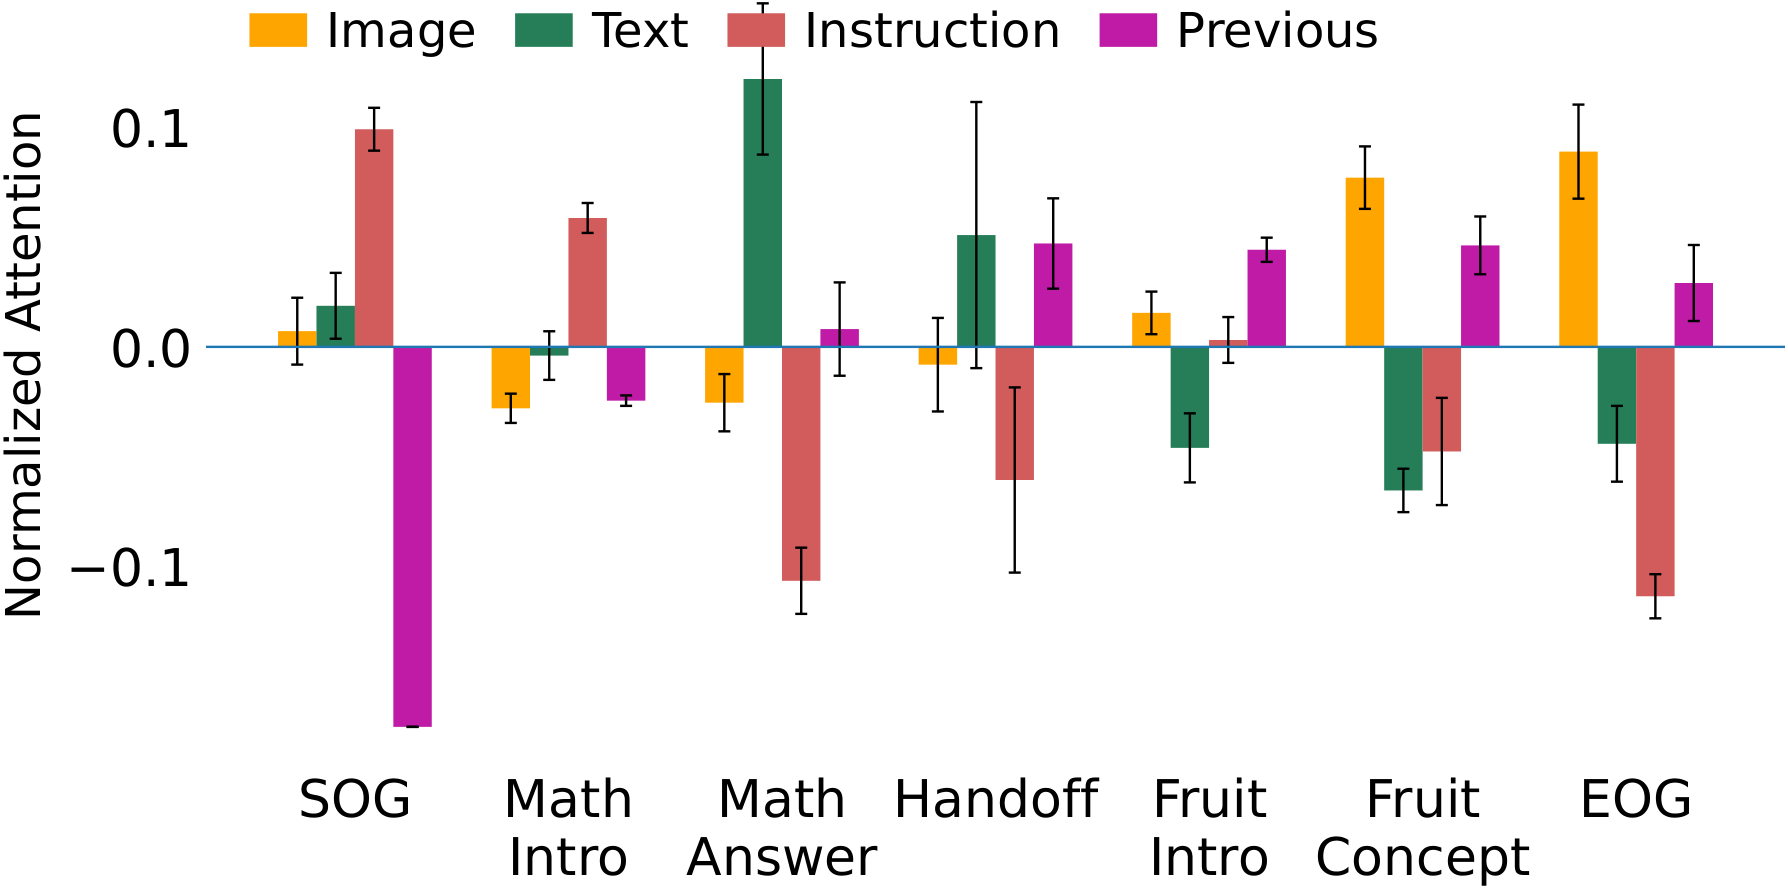 Image Text Instruction Previous
Normalized Attention
0.1
0.0
−0.1
SOG
Math
Intro
Math
Answer
Handoff
Fruit
Intro
Fruit
Concept
EOG